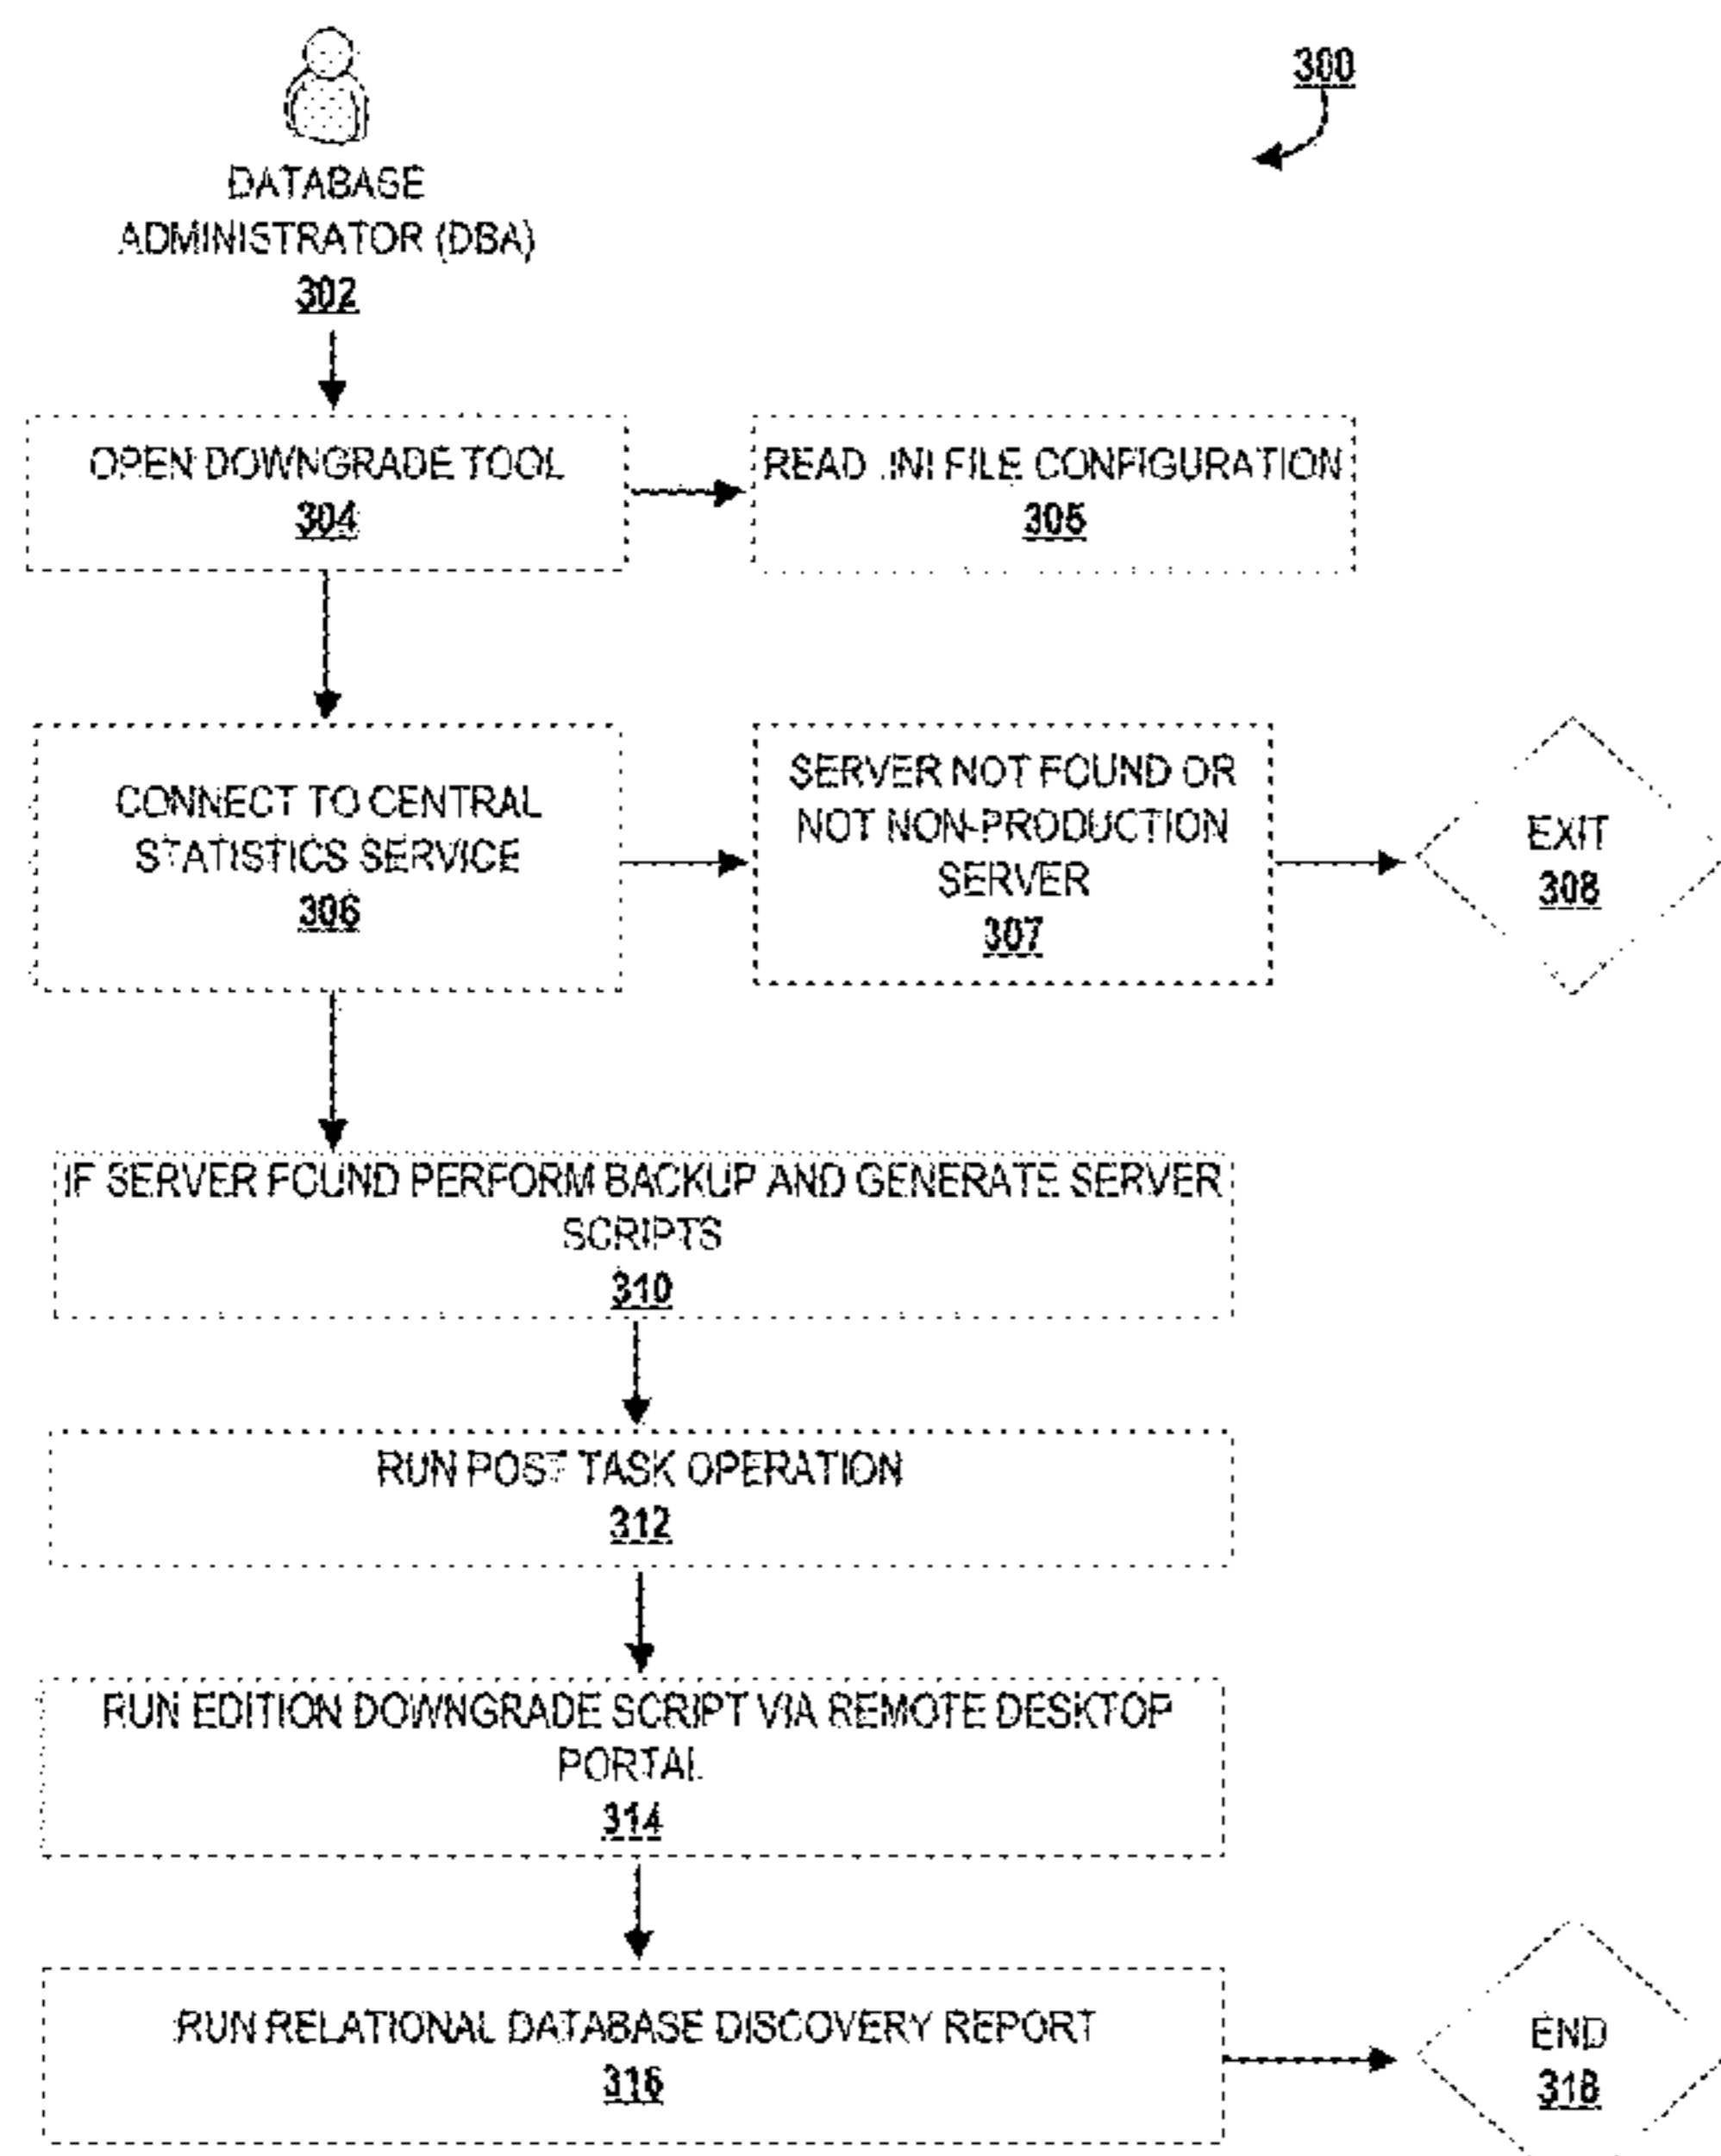 300
DATABASE
ADMINISTRATOR (DBA)
302
OPEN DOWNGRADE TOOL
304
READ .INI FILE CONFIGURATION
305
CONNECT TO CENTRAL
STATISTICS SERVICE
306
SERVER NOT FOUND OR
NOT NON-PRODUCTION
SERVER
307
EXIT
308
IF SERVER FOUND PERFORM BACKUP AND GENERATE SERVER
SCRIPTS
310
RUN POST TASK OPERATION
312
RUN EDITION DOWNGRADE SCRIPT VIA REMOTE DESKTOP
PORTAL
314
RUN RELATIONAL DATABASE DISCOVERY REPORT
316
END
318